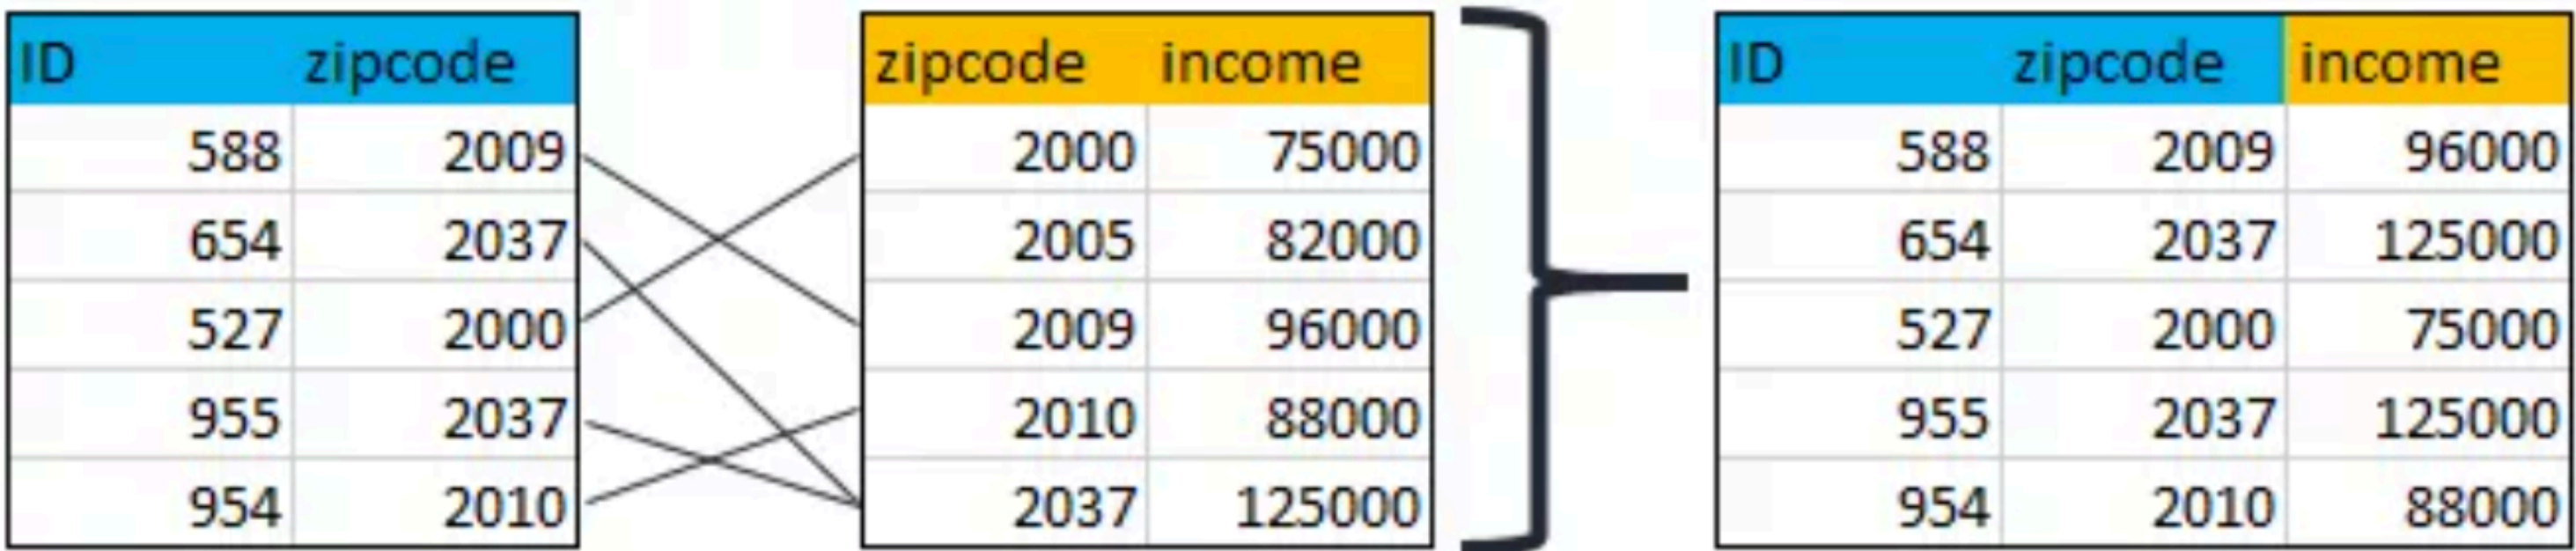 ID zipcode zipcode income ID zipcode income
588 2009 2000 75000 588 2009 96000
654 2037 2005 82000 654 2037 125000
527 2000 2009 96000 527 2000 75000
955 2037 2010 88000 955 2037 125000
954 2010 2037 125000 954 2010 88000